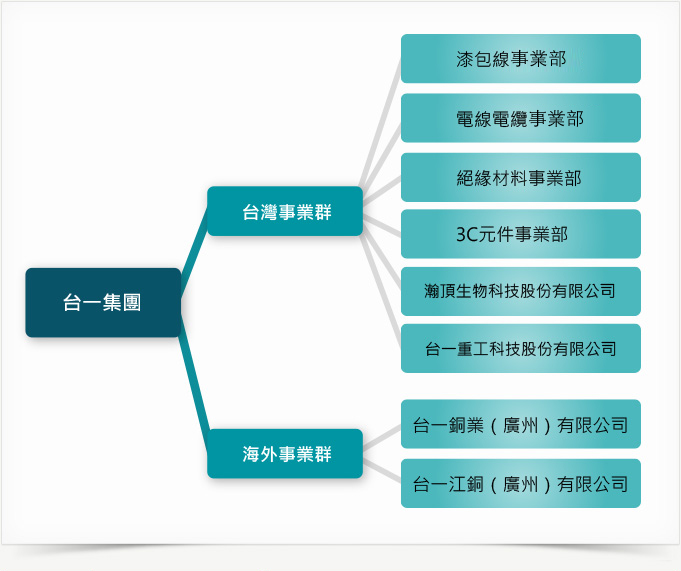 台一集團
台灣事業群
漆包線事業部
電線電纜事業部
絕緣材料事業部
3C元件事業部
瀚頂生物科技股份有限公司
台一重工科技股份有限公司
海外事業群
台一銅業（廣州）有限公司
台一江銅（廣州）有限公司